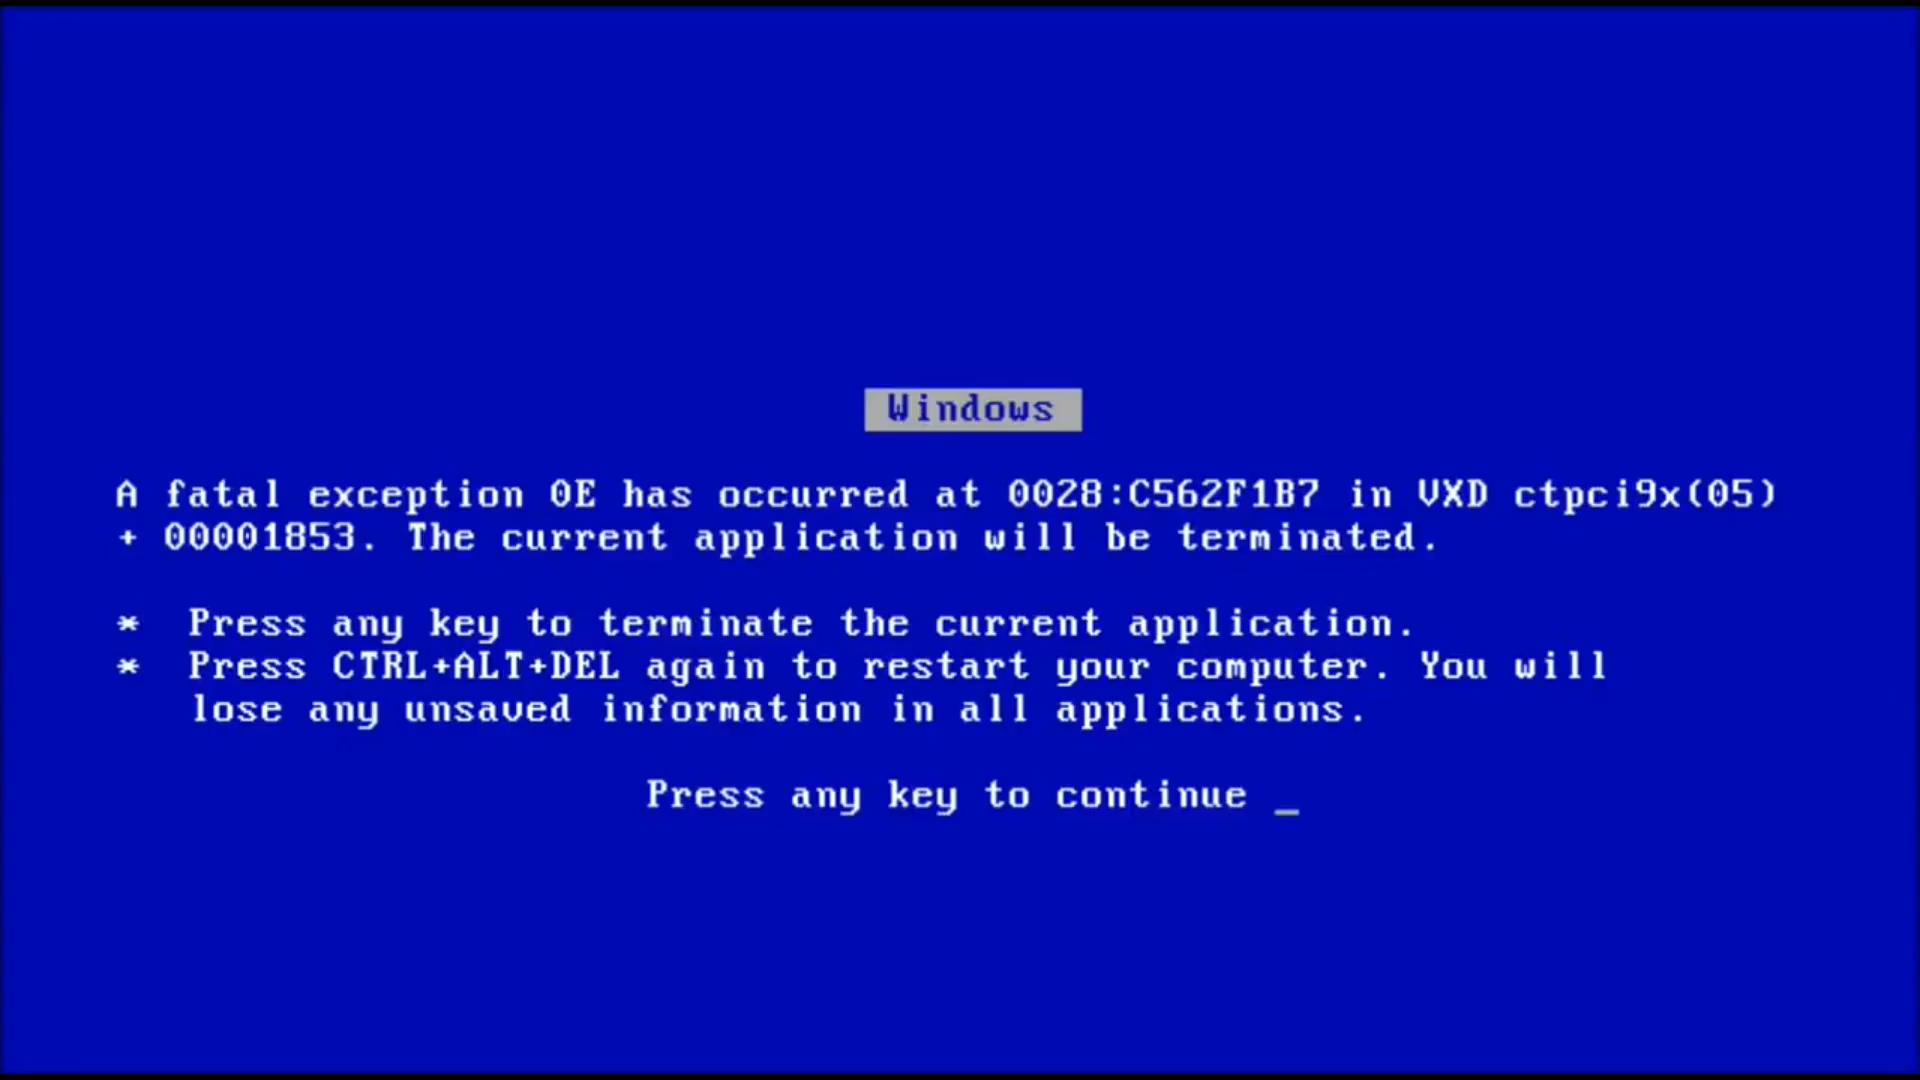 Windows
A fatal exception 0E has occurred at 0028:C562F1B7 in VXD ctpci9x(05)
+ 00001853. The current application will be terminated.
* Press any key to terminate the current application.
* Press CTRL+ALT+DEL again to restart your computer. You will
lose any unsaved information in all applications.
Press any key to continue _